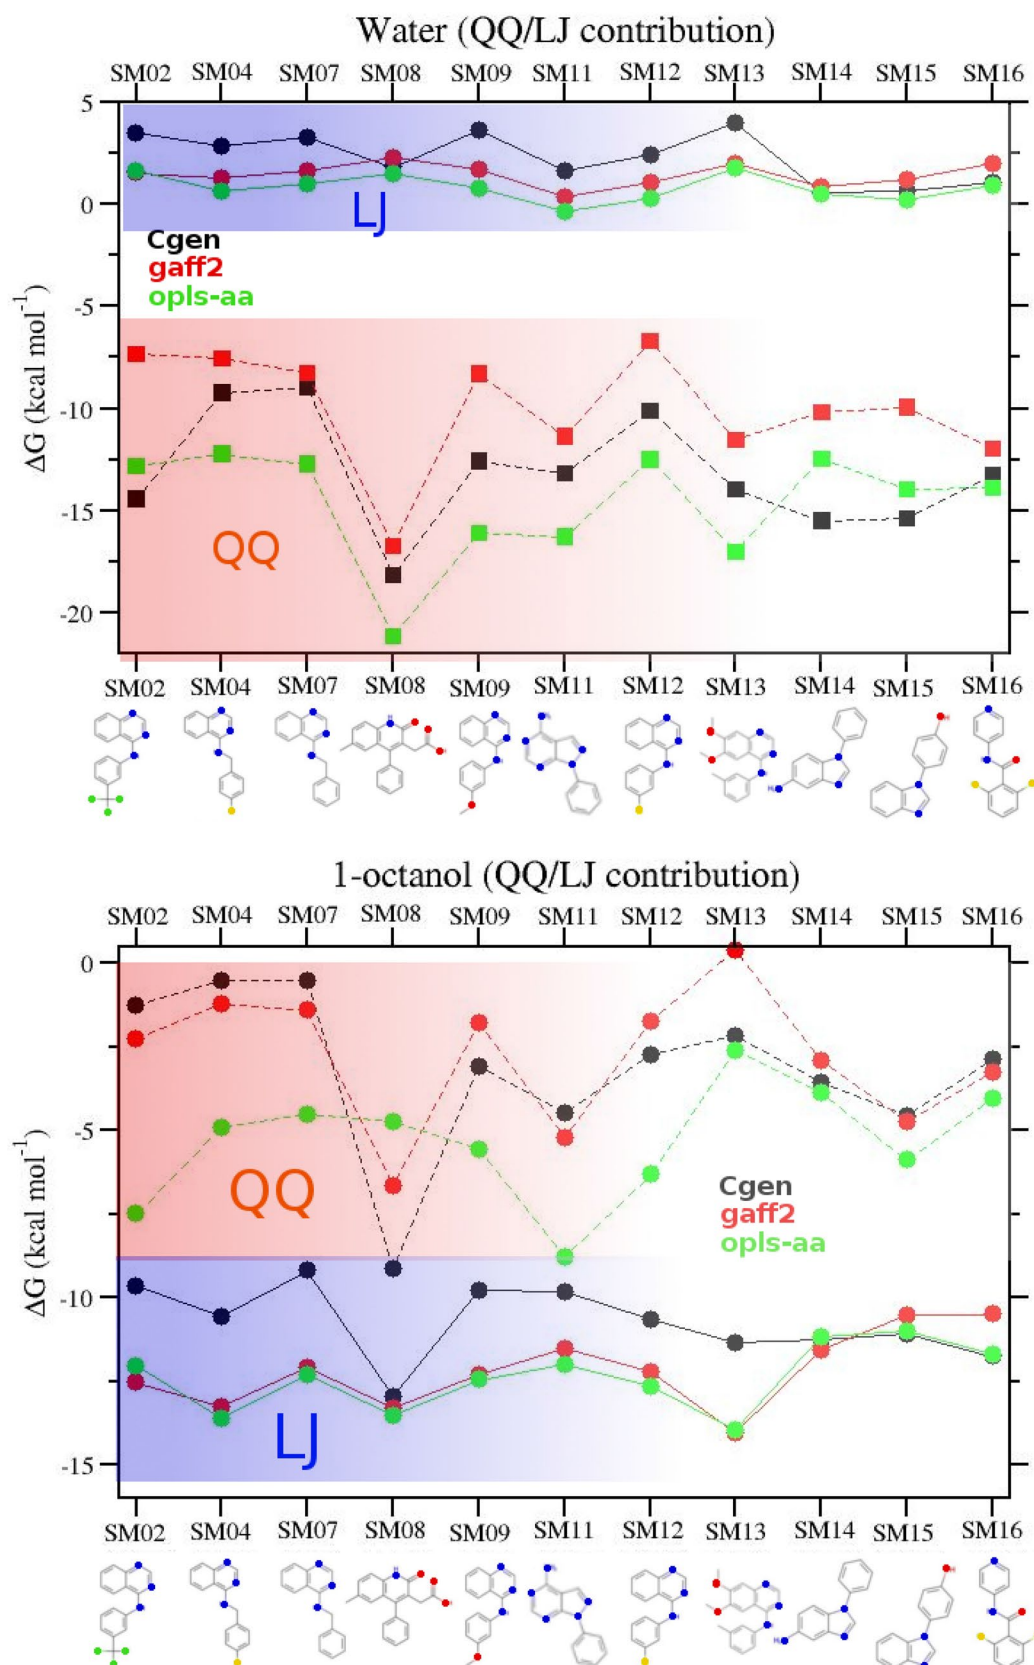 Water (QQ/LJ contribution)
SM02 SM04 SM07 SM08 SM09 SM11 SM12 SM13 SM14 SM15 SM16
5
0
-5
-10
-15
-20
ΔG (kcal mol⁻¹)
LJ
Cgen
gaff2
opls-aa
QQ
SM02 SM04 SM07 SM08 SM09 SM11 SM12 SM13 SM14 SM15 SM16
1-octanol (QQ/LJ contribution)
SM02 SM04 SM07 SM08 SM09 SM11 SM12 SM13 SM14 SM15 SM16
0
-5
-10
-15
ΔG (kcal mol⁻¹)
QQ
Cgen
gaff2
opls-aa
LJ
SM02 SM04 SM07 SM08 SM09 SM11 SM12 SM13 SM14 SM15 SM16